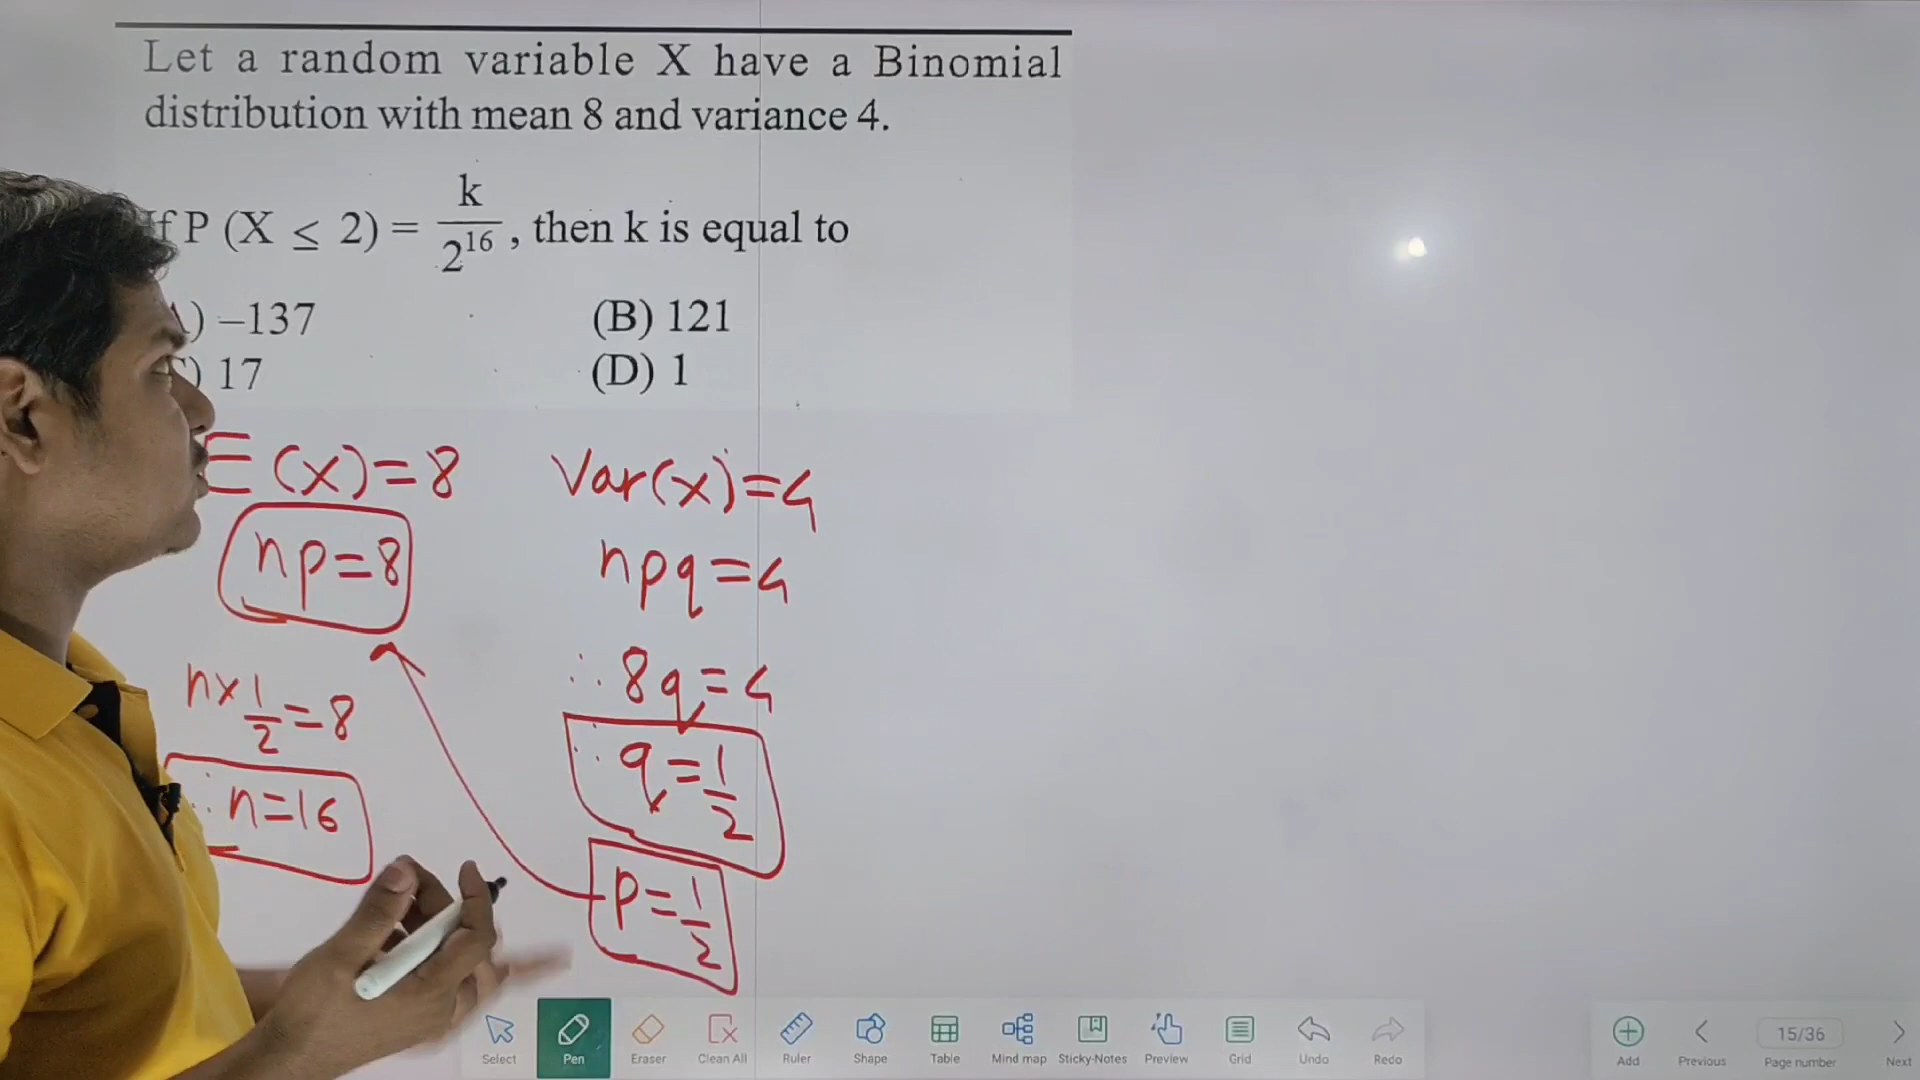 Let a random variable X have a Binomial
distribution with mean 8 and variance 4.
If P (X ≤ 2) = k/2^16 , then k is equal to
A) –137 (B) 121
) 17 (D) 1
E(x)=8 Var(x)=4
np=8 npq=4
n×1/2=8 ∴ 8q=4
∴ n=16 ∴ q=1/2
p=1/2
Select Pen Eraser Clean All Ruler Shape Table Mind map Sticky-Notes Preview Grid Undo Redo Add Previous 15/36 Page number Next